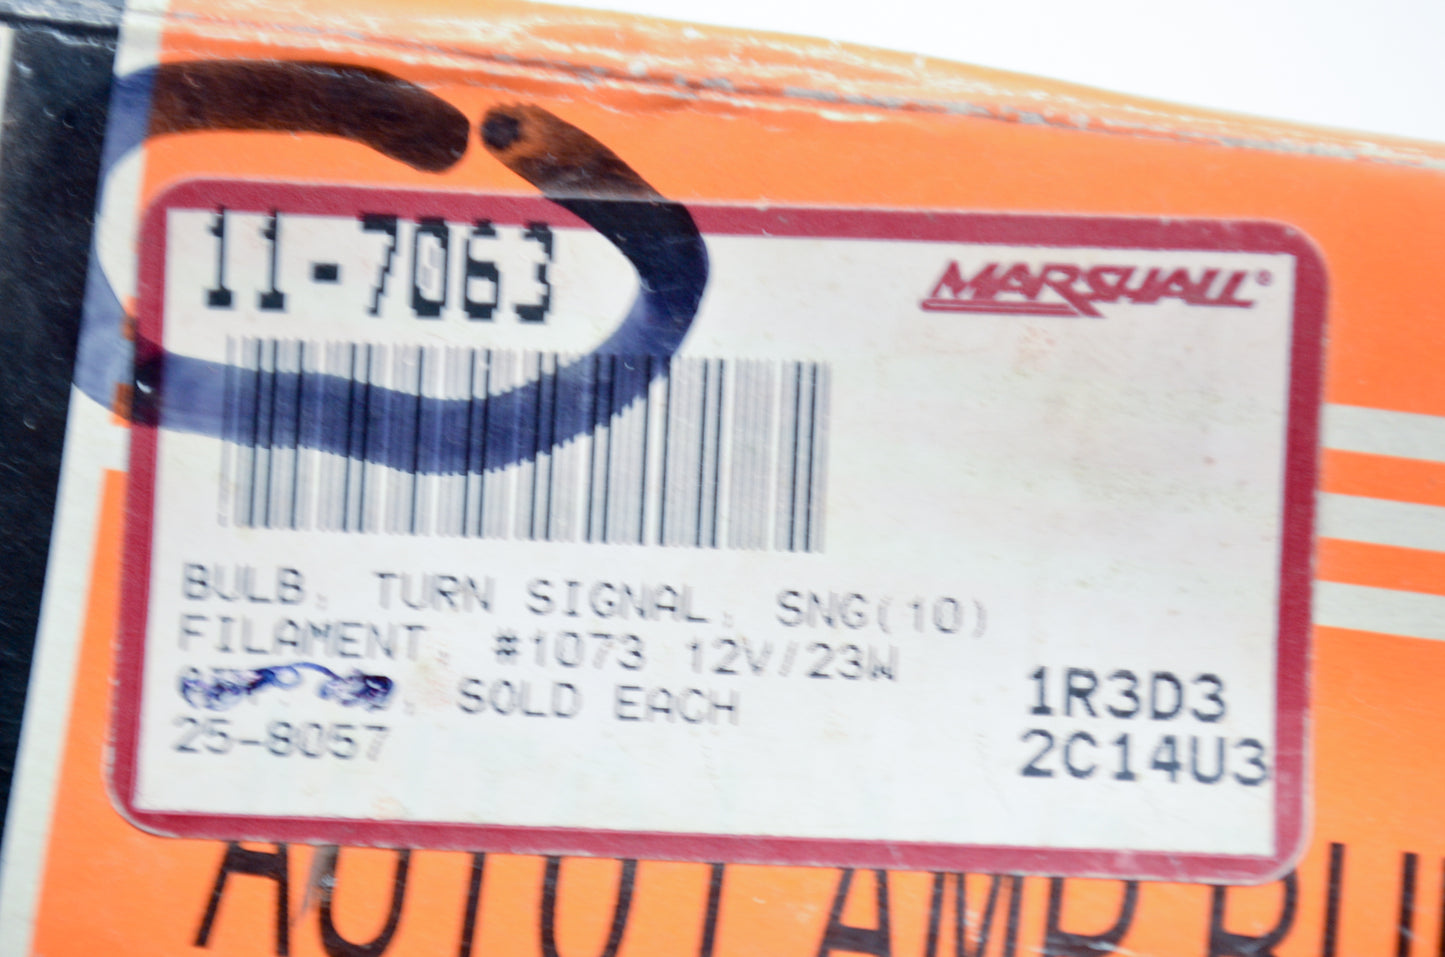 11-7063
MARSHALL®
BULB, TURN SIGNAL, SNG(10)
FILAMENT, #1073 12V/23W
, SOLD EACH
25-8057
1R3D3
2C14U3
AUTO LAMP BU